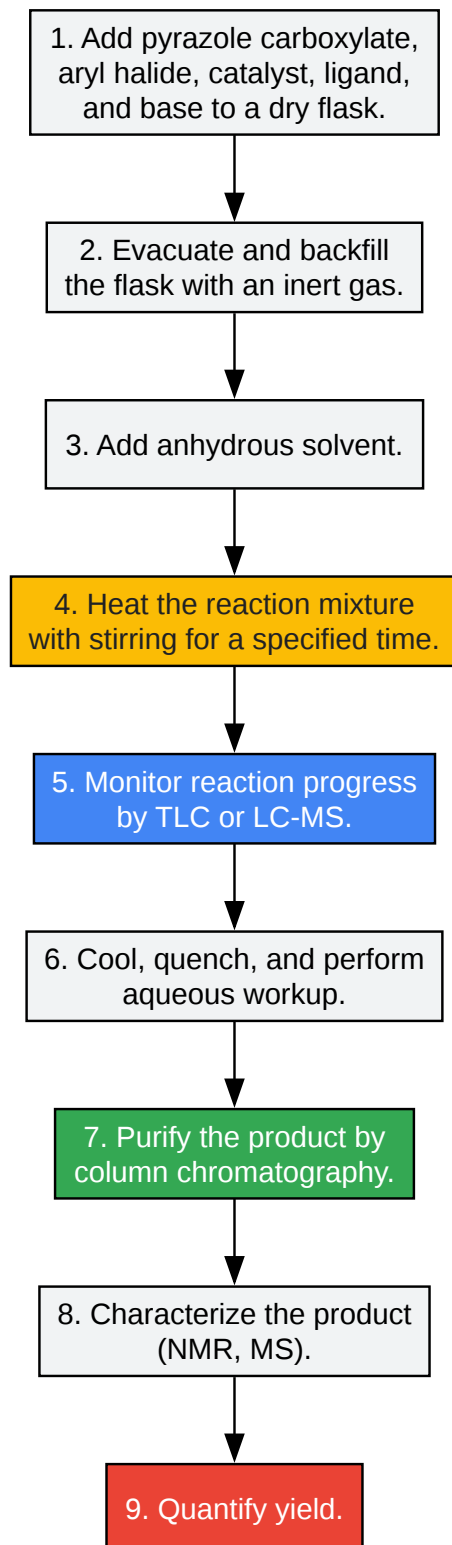 1. Add pyrazole carboxylate,
aryl halide, catalyst, ligand,
and base to a dry flask.
2. Evacuate and backfill
the flask with an inert gas.
3. Add anhydrous solvent.
4. Heat the reaction mixture
with stirring for a specified time.
5. Monitor reaction progress
by TLC or LC-MS.
6. Cool, quench, and perform
aqueous workup.
7. Purify the product by
column chromatography.
8. Characterize the product
(NMR, MS).
9. Quantify yield.